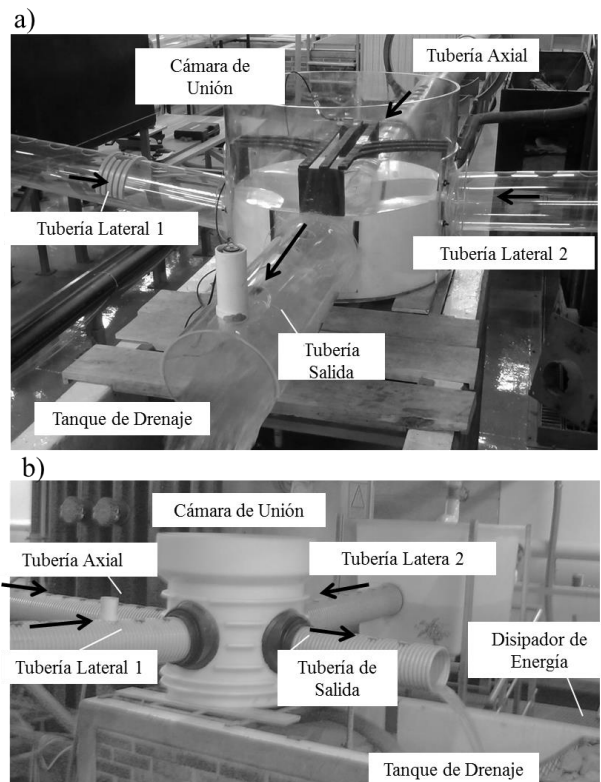 a)
Tubería Axial
Cámara de
Unión
Tubería Lateral 1
Tubería Lateral 2
Tubería
Salida
Tanque de Drenaje
b)
Cámara de Unión
Tubería Axial
Tubería Latera 2
Tubería Lateral 1
Tubería de
Salida
Disipador de
Energía
Tanque de Drenaje